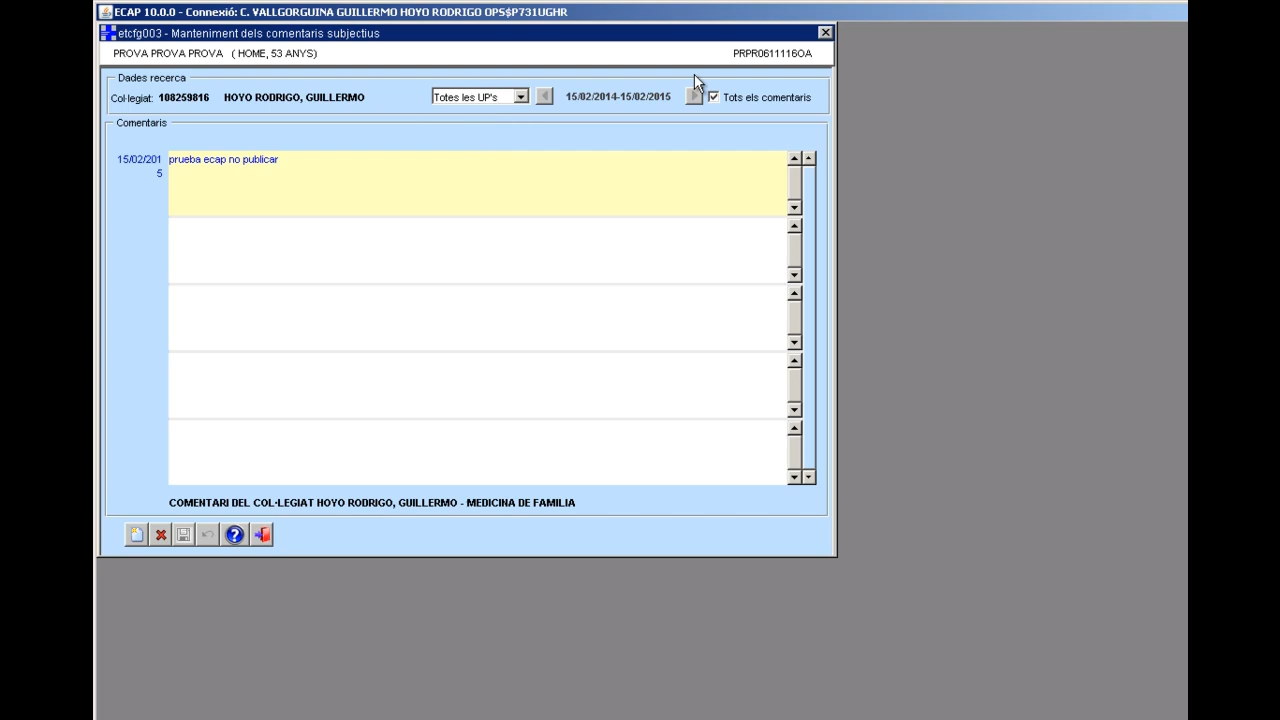 ECAP 10.0.0 - Connexió: C. VALLGORGUINA GUILLERMO HOYO RODRIGO OPS$P731UGHR
etcfg003 - Manteniment dels comentaris subjectius
PROVA PROVA PROVA ( HOME, 53 ANYS) PRPR0611116OA
Dades recerca
Col·legiat: 108259816 HOYO RODRIGO, GUILLERMO Totes les UP's 15/02/2014-15/02/2015 Tots els comentaris
Comentaris
15/02/201 prueba ecap no publicar
5
COMENTARI DEL COL·LEGIAT HOYO RODRIGO, GUILLERMO - MEDICINA DE FAMILIA